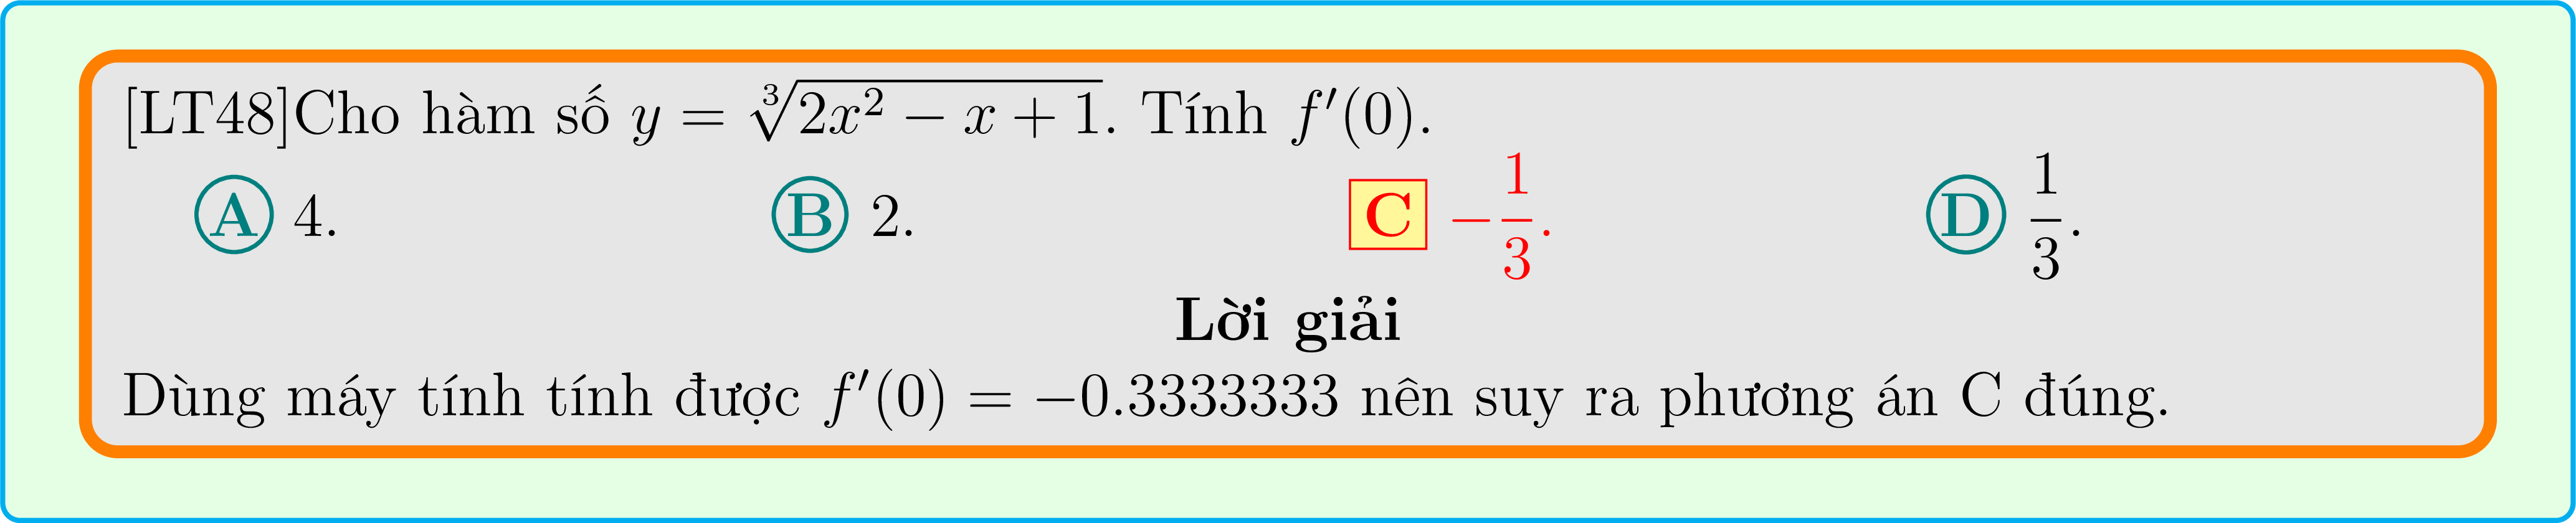 [LT48]Cho hàm số $y = \sqrt[3]{2x^2 - x + 1}$. Tính $f'(0)$.
A 4. B 2. C $-\frac{1}{3}$. D $\frac{1}{3}$.
Lời giải
Dùng máy tính tính được $f'(0) = -0.3333333$ nên suy ra phương án C đúng.